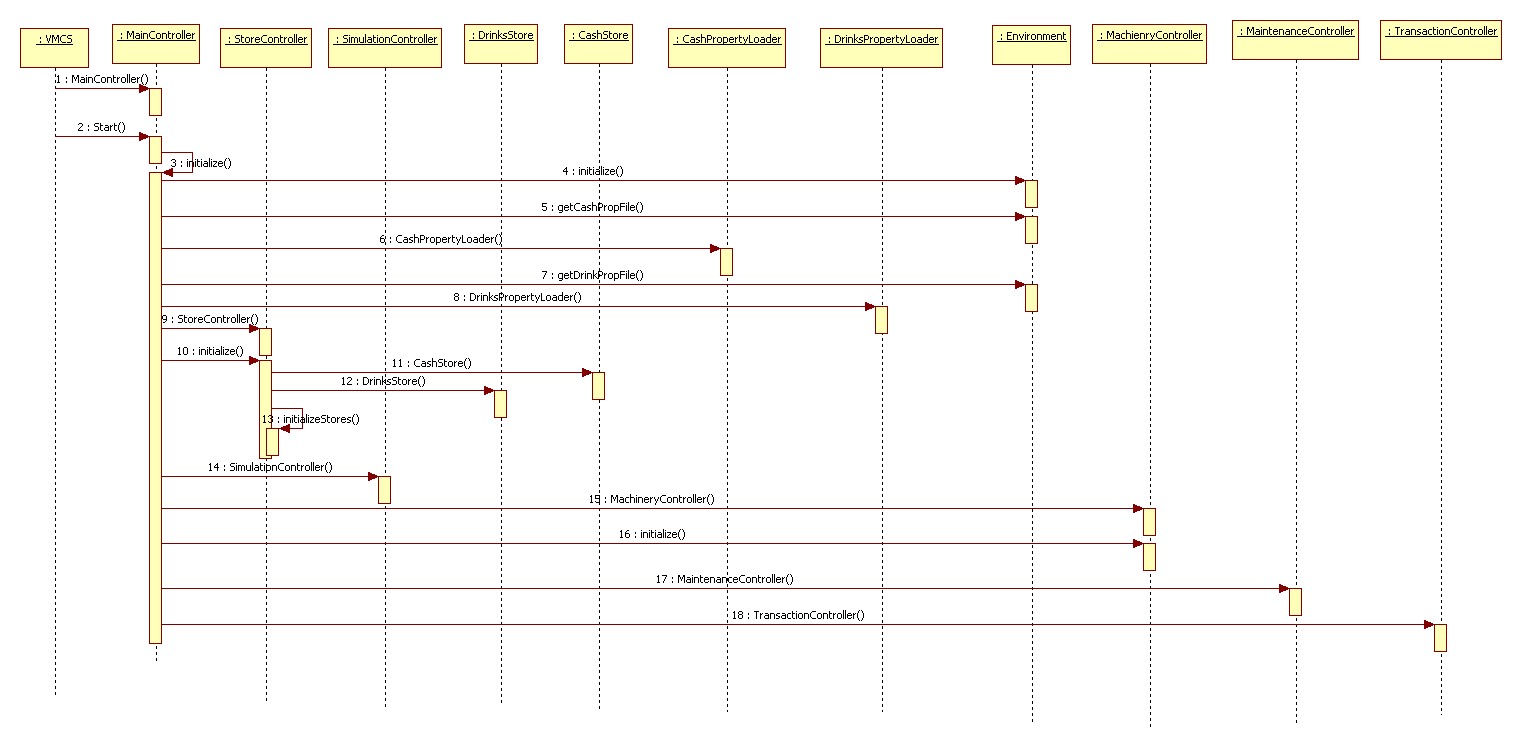 : VMCS
: MainController
: StoreController
: SimulationController
: DrinksStore
: CashStore
: CashPropertyLoader
: DrinksPropertyLoader
: Environment
: MachienryController
: MaintenanceController
: TransactionController
1 : MainController()
2 : Start()
3 : initialize()
4 : initialize()
5 : getCashPropFile()
6 : CashPropertyLoader()
7 : getDrinkPropFile()
8 : DrinksPropertyLoader()
9 : StoreController()
10 : initialize()
11 : CashStore()
12 : DrinksStore()
13 : initializeStores()
14 : SimulationController()
15 : MachineryController()
16 : initialize()
17 : MaintenanceController()
18 : TransactionController()